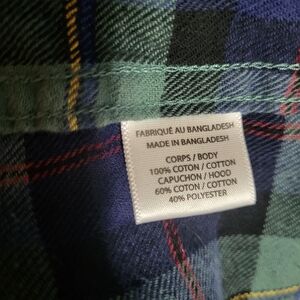 FABRIQUÉ AU BANGLADESH
MADE IN BANGLADESH
CORPS / BODY
100% COTON / COTTON
CAPUCHON / HOOD
60% COTON / COTTON
40% POLYESTER